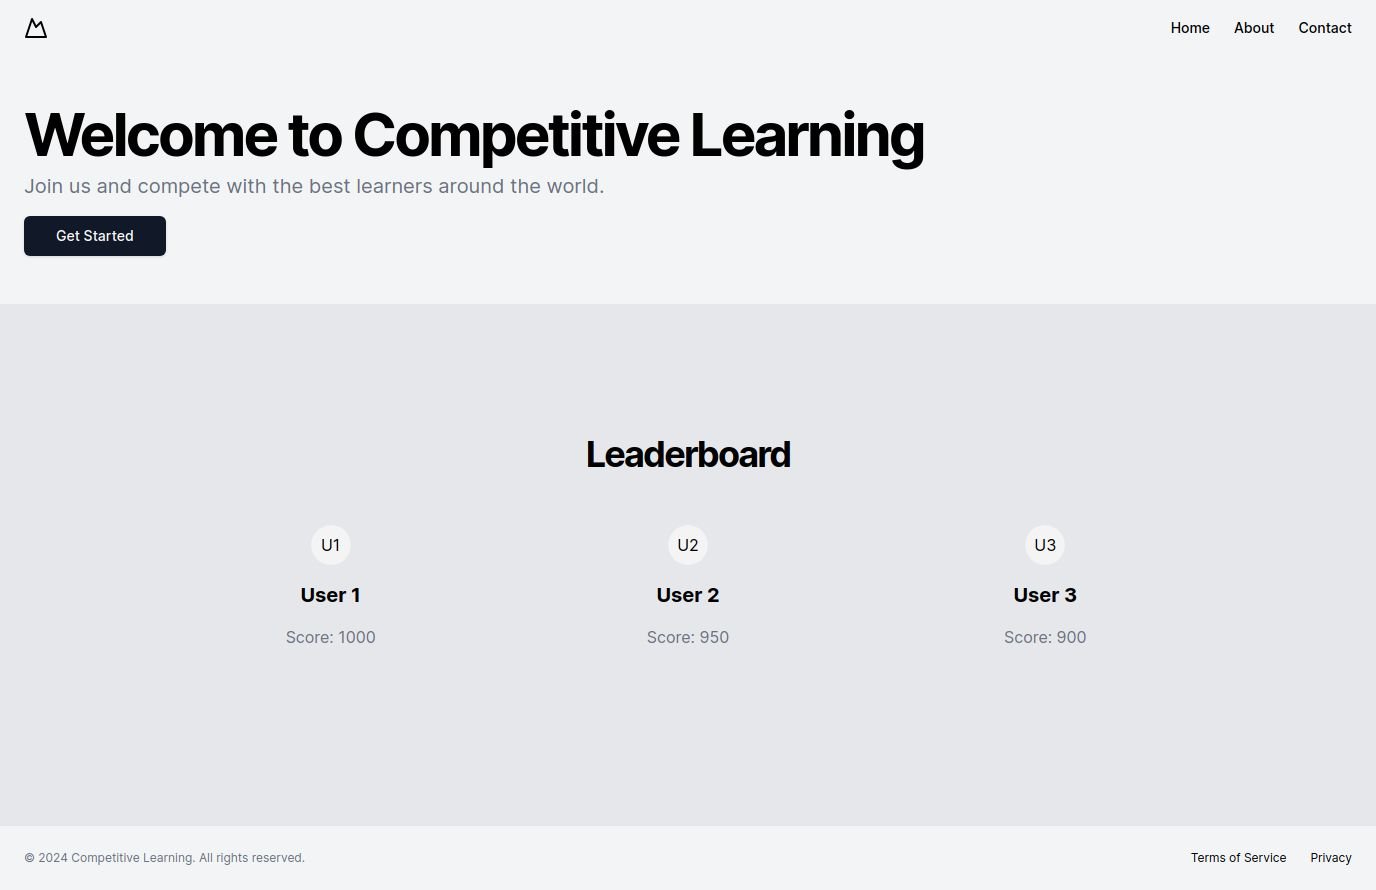 Home About Contact
Welcome to Competitive Learning
Join us and compete with the best learners around the world.
Get Started
Leaderboard
U1 U2 U3
User 1 User 2 User 3
Score: 1000 Score: 950 Score: 900
© 2024 Competitive Learning. All rights reserved. Terms of Service Privacy